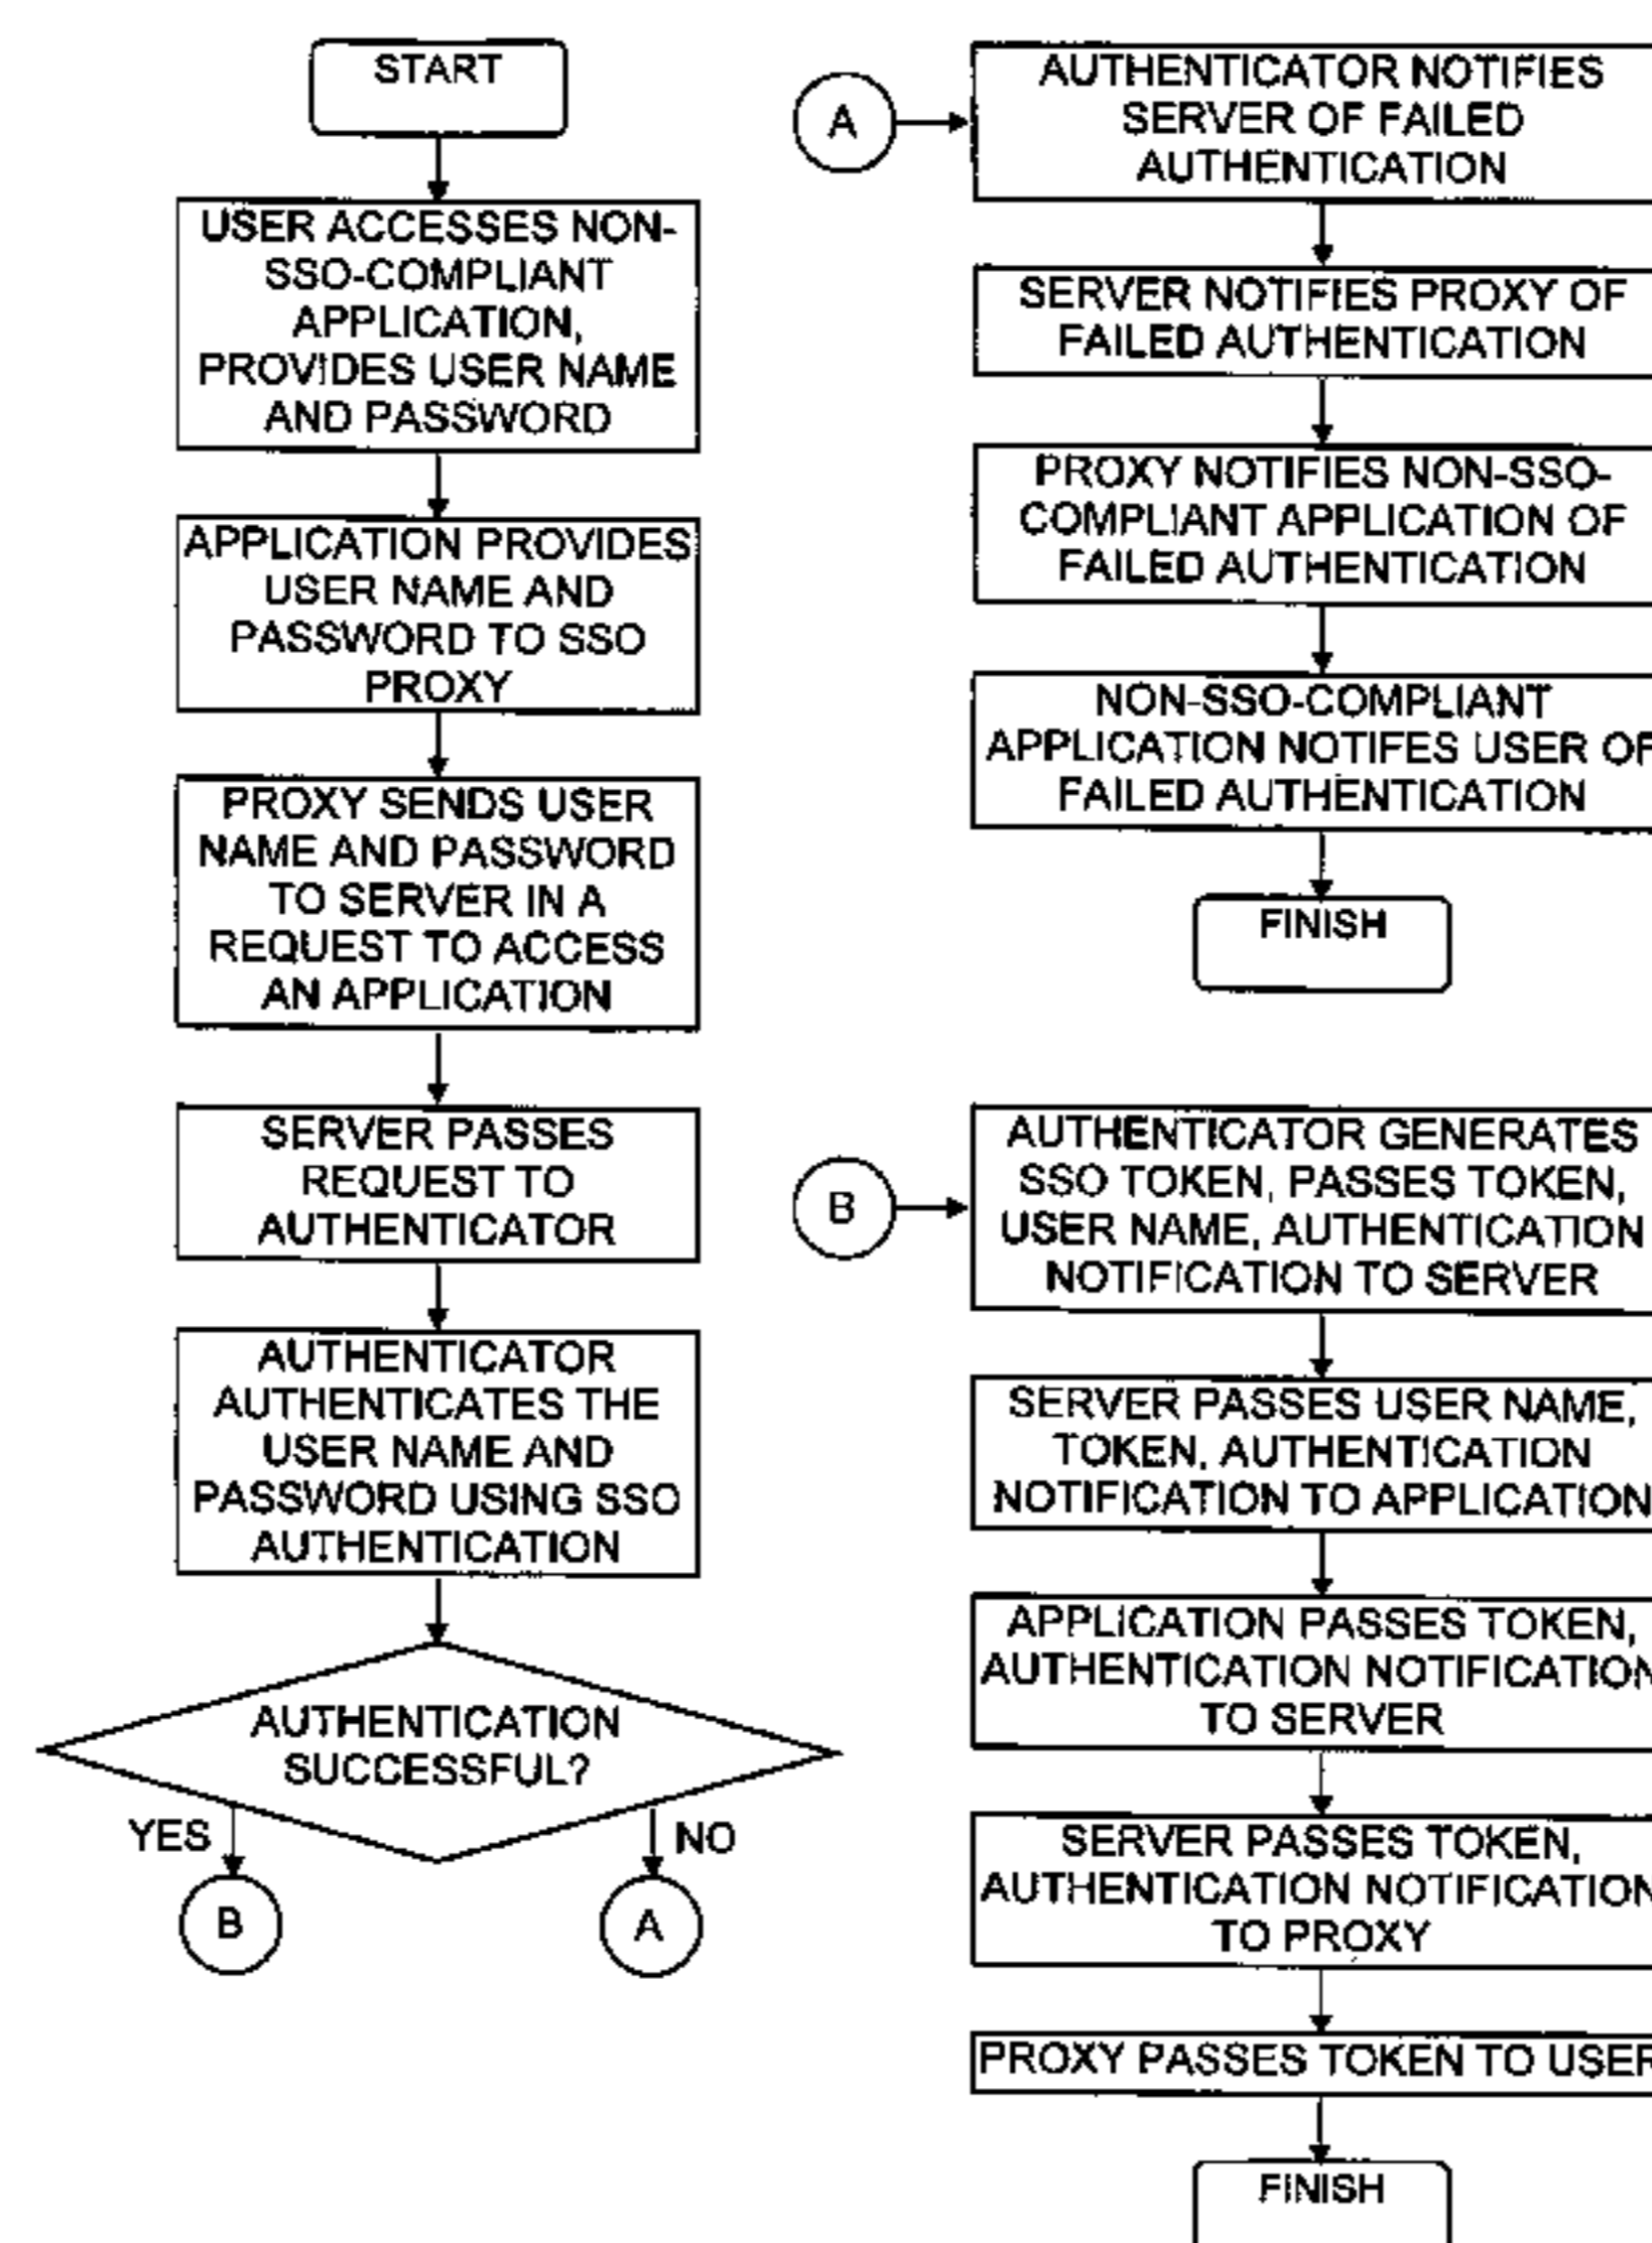 START
USER ACCESSES NON-
SSO-COMPLIANT
APPLICATION,
PROVIDES USER NAME
AND PASSWORD
APPLICATION PROVIDES
USER NAME AND
PASSWORD TO SSO
PROXY
PROXY SENDS USER
NAME AND PASSWORD
TO SERVER IN A
REQUEST TO ACCESS
AN APPLICATION
SERVER PASSES
REQUEST TO
AUTHENTICATOR
AUTHENTICATOR
AUTHENTICATES THE
USER NAME AND
PASSWORD USING SSO
AUTHENTICATION
AUTHENTICATION
SUCCESSFUL?
YES
NO
B
A
A
AUTHENTICATOR NOTIFIES
SERVER OF FAILED
AUTHENTICATION
SERVER NOTIFIES PROXY OF
FAILED AUTHENTICATION
PROXY NOTIFIES NON-SSO-
COMPLIANT APPLICATION OF
FAILED AUTHENTICATION
NON-SSO-COMPLIANT
APPLICATION NOTIFES USER OF
FAILED AUTHENTICATION
FINISH
B
AUTHENTICATOR GENERATES
SSO TOKEN, PASSES TOKEN,
USER NAME, AUTHENTICATION
NOTIFICATION TO SERVER
SERVER PASSES USER NAME,
TOKEN, AUTHENTICATION
NOTIFICATION TO APPLICATION
APPLICATION PASSES TOKEN,
AUTHENTICATION NOTIFICATION
TO SERVER
SERVER PASSES TOKEN,
AUTHENTICATION NOTIFICATION
TO PROXY
PROXY PASSES TOKEN TO USER
FINISH